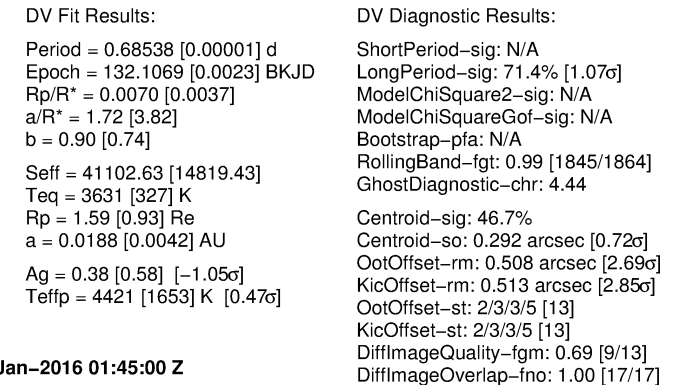 DV Fit Results:
Period = 0.68538 [0.00001] d
Epoch = 132.1069 [0.0023] BKJD
Rp/R* = 0.0070 [0.0037]
a/R* = 1.72 [3.82]
b = 0.90 [0.74]
Seff = 41102.63 [14819.43]
Teq = 3631 [327] K
Rp = 1.59 [0.93] Re
a = 0.0188 [0.0042] AU
Ag = 0.38 [0.58] [−1.05σ]
Teffp = 4421 [1653] K [0.47σ]
Jan−2016 01:45:00 Z
DV Diagnostic Results:
ShortPeriod−sig: N/A
LongPeriod−sig: 71.4% [1.07σ]
ModelChiSquare2−sig: N/A
ModelChiSquareGof−sig: N/A
Bootstrap−pfa: N/A
RollingBand−fgt: 0.99 [1845/1864]
GhostDiagnostic−chr: 4.44
Centroid−sig: 46.7%
Centroid−so: 0.292 arcsec [0.72σ]
OotOffset−rm: 0.508 arcsec [2.69σ]
KicOffset−rm: 0.513 arcsec [2.85σ]
OotOffset−st: 2/3/3/5 [13]
KicOffset−st: 2/3/3/5 [13]
DiffImageQuality−fgm: 0.69 [9/13]
DiffImageOverlap−fno: 1.00 [17/17]